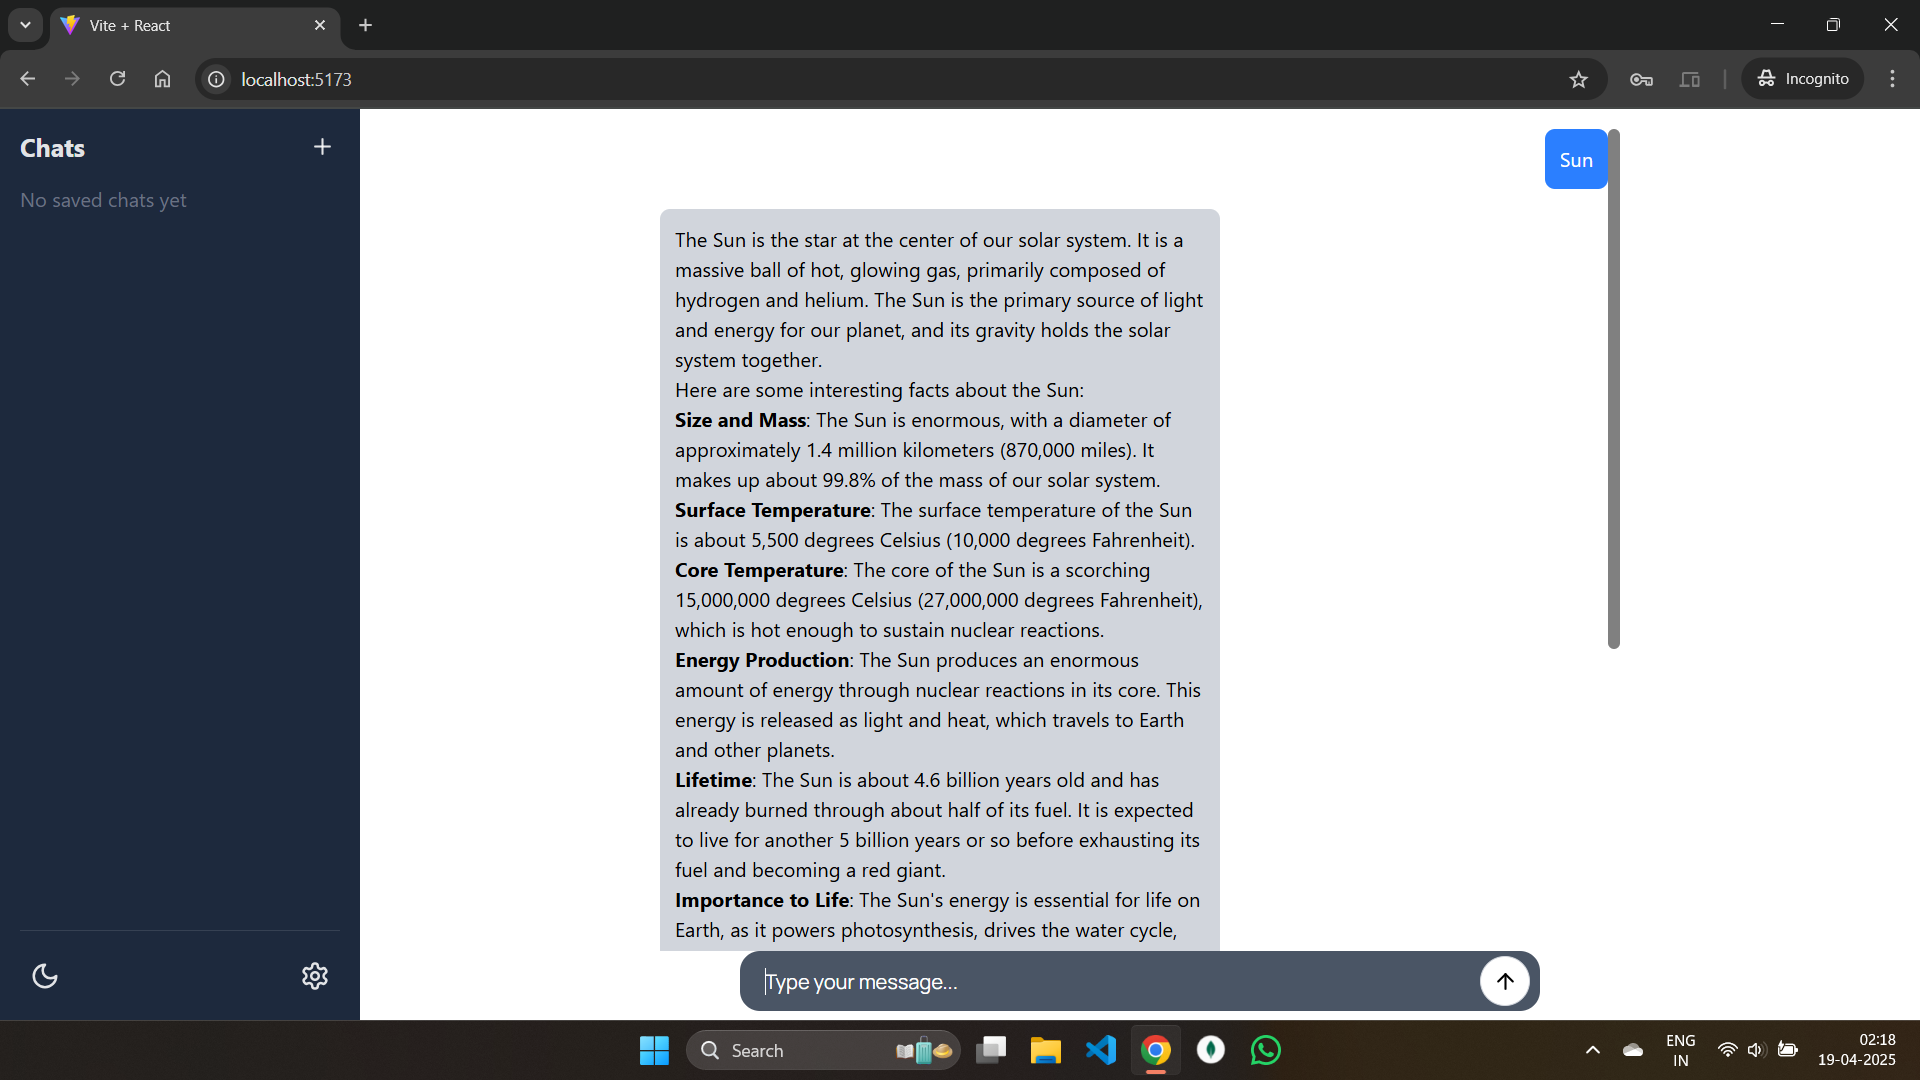 Vite + React
localhost:5173
Incognito
Chats
No saved chats yet
Sun
The Sun is the star at the center of our solar system. It is a
massive ball of hot, glowing gas, primarily composed of
hydrogen and helium. The Sun is the primary source of light
and energy for our planet, and its gravity holds the solar
system together.
Here are some interesting facts about the Sun:
Size and Mass: The Sun is enormous, with a diameter of
approximately 1.4 million kilometers (870,000 miles). It
makes up about 99.8% of the mass of our solar system.
Surface Temperature: The surface temperature of the Sun
is about 5,500 degrees Celsius (10,000 degrees Fahrenheit).
Core Temperature: The core of the Sun is a scorching
15,000,000 degrees Celsius (27,000,000 degrees Fahrenheit),
which is hot enough to sustain nuclear reactions.
Energy Production: The Sun produces an enormous
amount of energy through nuclear reactions in its core. This
energy is released as light and heat, which travels to Earth
and other planets.
Lifetime: The Sun is about 4.6 billion years old and has
already burned through about half of its fuel. It is expected
to live for another 5 billion years or so before exhausting its
fuel and becoming a red giant.
Importance to Life: The Sun's energy is essential for life on
Earth, as it powers photosynthesis, drives the water cycle,
Type your message...
Search
ENG
IN
02:18
19-04-2025